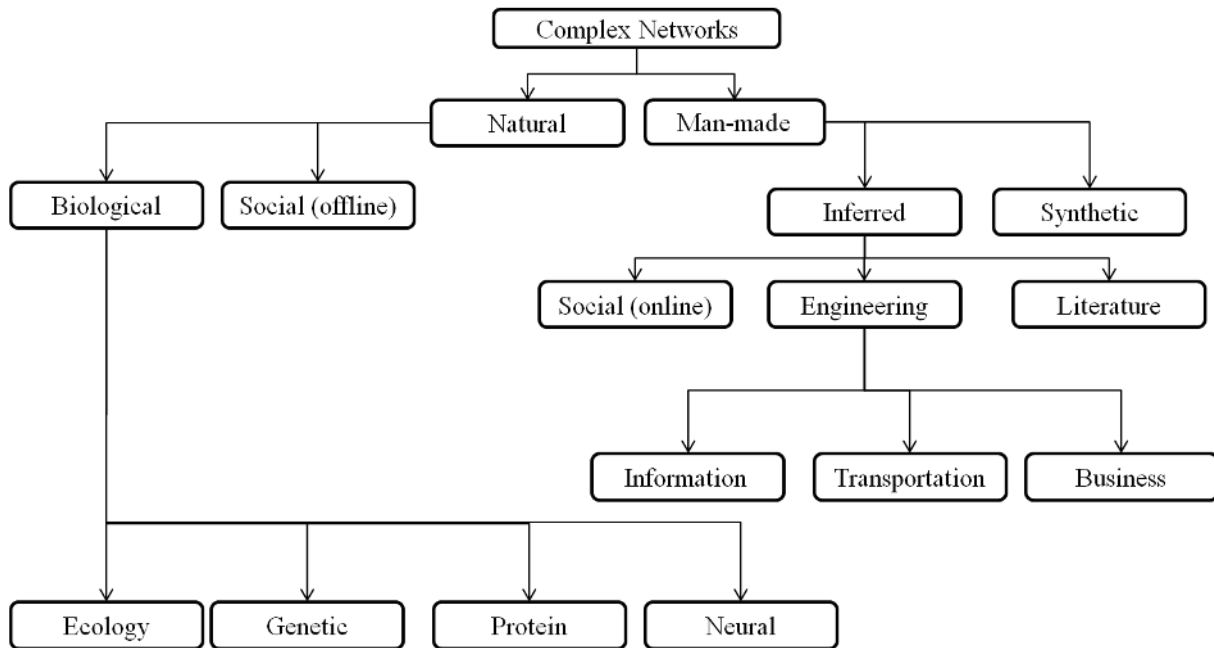 Complex Networks
Natural
Man-made
Biological
Social (offline)
Inferred
Synthetic
Social (online)
Engineering
Literature
Information
Transportation
Business
Ecology
Genetic
Protein
Neural